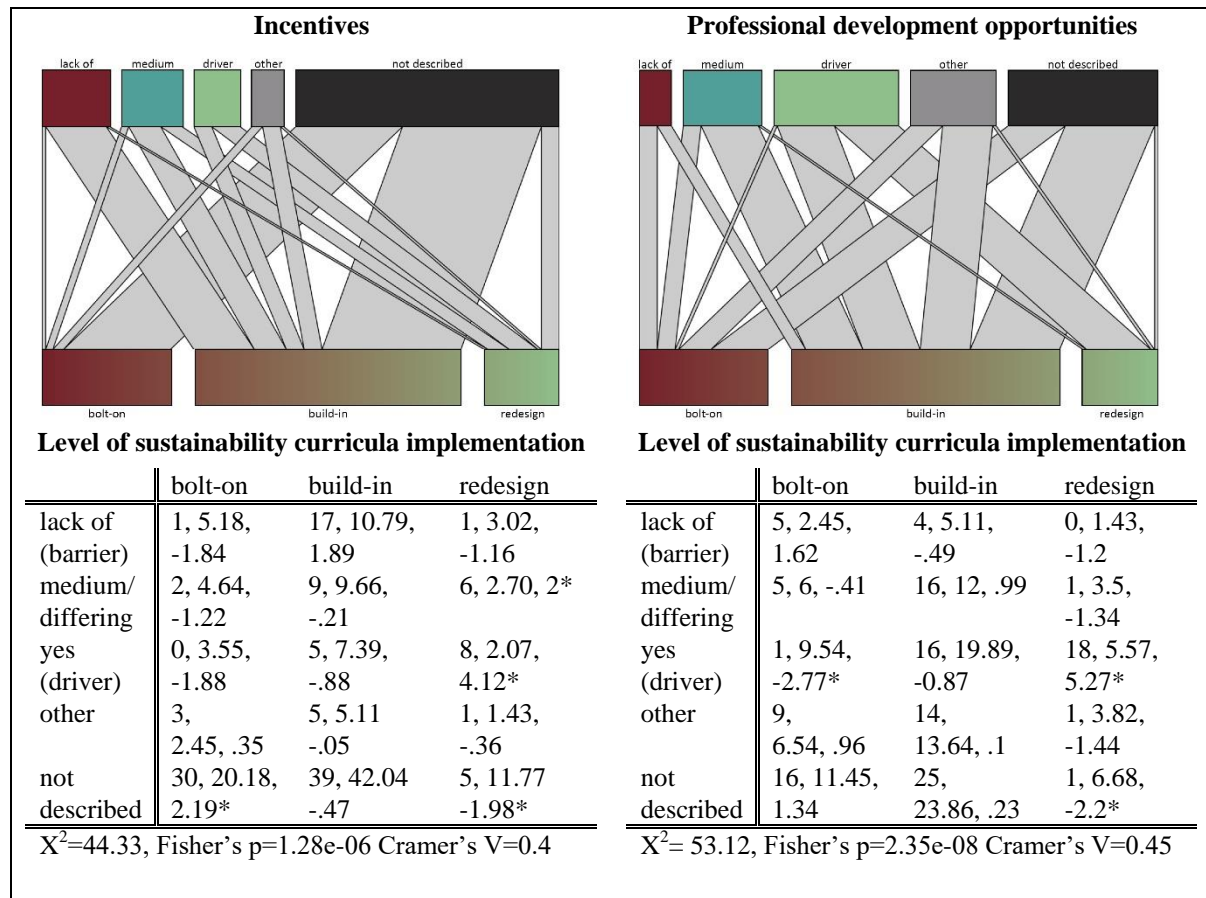 Incentives
lack of medium driver other not described
bolt-on build-in redesign
Level of sustainability curricula implementation
bolt-on build-in redesign
lack of 1, 5.18, 17, 10.79, 1, 3.02,
(barrier) -1.84 1.89 -1.16
medium/ 2, 4.64, 9, 9.66, 6, 2.70, 2*
differing -1.22 -.21
yes 0, 3.55, 5, 7.39, 8, 2.07,
(driver) -1.88 -.88 4.12*
other 3, 5, 5.11 1, 1.43,
2.45, .35 -.05 -.36
not 30, 20.18, 39, 42.04 5, 11.77
described 2.19* -.47 -1.98*
X²=44.33, Fisher's p=1.28e-06 Cramer's V=0.4
Professional development opportunities
lack of medium driver other not described
bolt-on build-in redesign
Level of sustainability curricula implementation
bolt-on build-in redesign
lack of 5, 2.45, 4, 5.11, 0, 1.43,
(barrier) 1.62 -.49 -1.2
medium/ 5, 6, -.41 16, 12, .99 1, 3.5,
differing -1.34
yes 1, 9.54, 16, 19.89, 18, 5.57,
(driver) -2.77* -0.87 5.27*
other 9, 14, 1, 3.82,
6.54, .96 13.64, .1 -1.44
not 16, 11.45, 25, 1, 6.68,
described 1.34 23.86, .23 -2.2*
X²= 53.12, Fisher's p=2.35e-08 Cramer's V=0.45